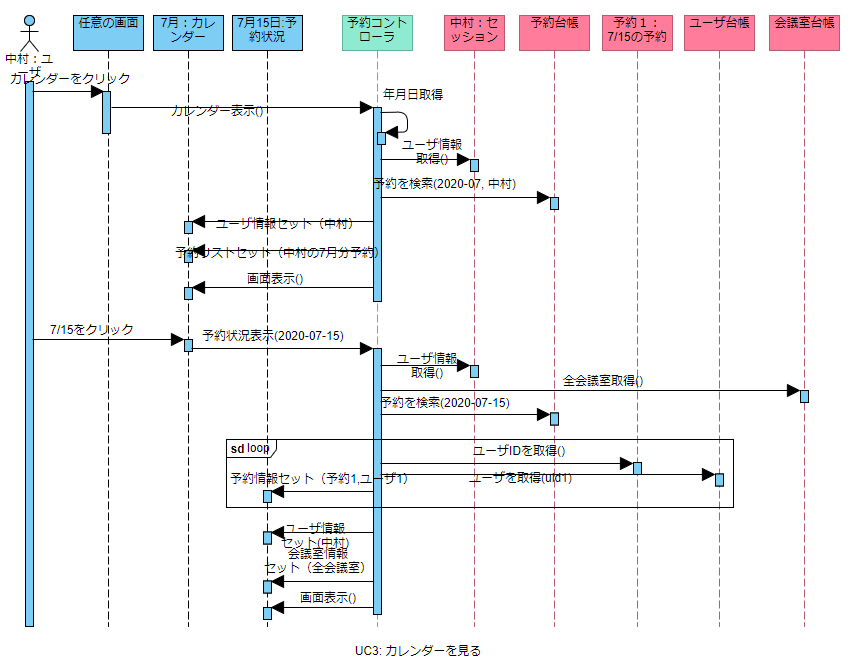 任意の画面
7月：カレ
ンダー
7月15日:予
約状況
予約コント
ローラ
中村：セ
ッション
予約台帳
予約１：
7/15の予約
ユーザ台帳
会議室台帳
中村：ユ
ーザ
カレンダーをクリック
年月日取得
カレンダー表示()
ユーザ情報
取得()
予約を検索(2020-07, 中村)
ユーザ情報セット（中村）
予約リストセット（中村の7月分予約）
画面表示()
7/15をクリック
予約状況表示(2020-07-15)
ユーザ情報
取得()
全会議室取得()
予約を検索(2020-07-15)
sd loop
ユーザIDを取得()
ユーザを取得(uid1)
予約情報セット（予約1,ユーザ1）
ユーザ情報
セット(中村)
会議室情報
セット（全会議室）
画面表示()
UC3: カレンダーを見る